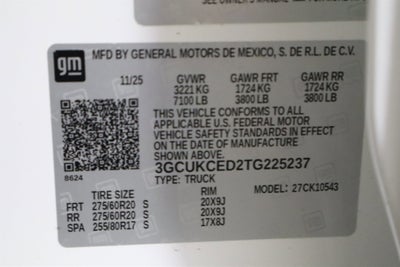 SEE OWNER'S MANUAL
gm
MFD BY GENERAL MOTORS DE MEXICO, S. DE R.L. DE C.V.
11/25 GVWR GAWR FRT GAWR RR
3221 KG 1724 KG 1724 KG
7100 LB 3800 LB 3800 LB
THIS VEHICLE CONFORMS TO ALL
APPLICABLE U.S. FEDERAL MOTOR
VEHICLE SAFETY STANDARDS IN EFFECT
ON THE DATE OF MANUFACTURE
SHOWN ABOVE.
3GCUKCED2TG225237
8624 TYPE: TRUCK MODEL: 27CK10543
TIRE SIZE RIM
FRT 275/60R20 S 20X9J
RR 275/60R20 S 20X9J
SPA 255/80R17 S 17X8J